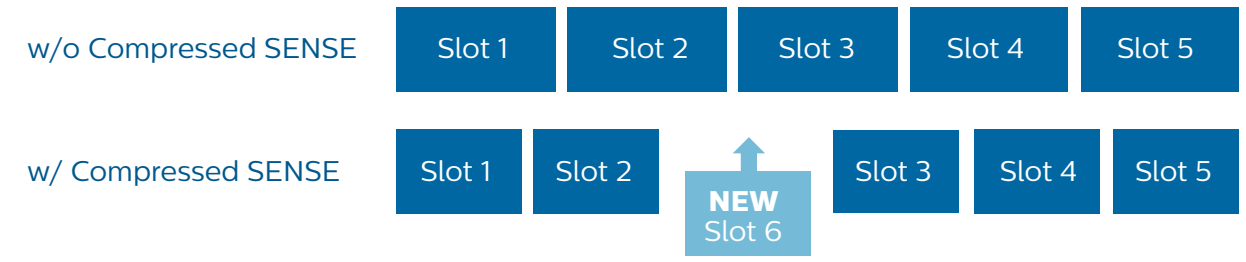 w/o Compressed SENSE Slot 1 Slot 2 Slot 3 Slot 4 Slot 5
w/ Compressed SENSE Slot 1 Slot 2 Slot 3 Slot 4 Slot 5
NEW
Slot 6